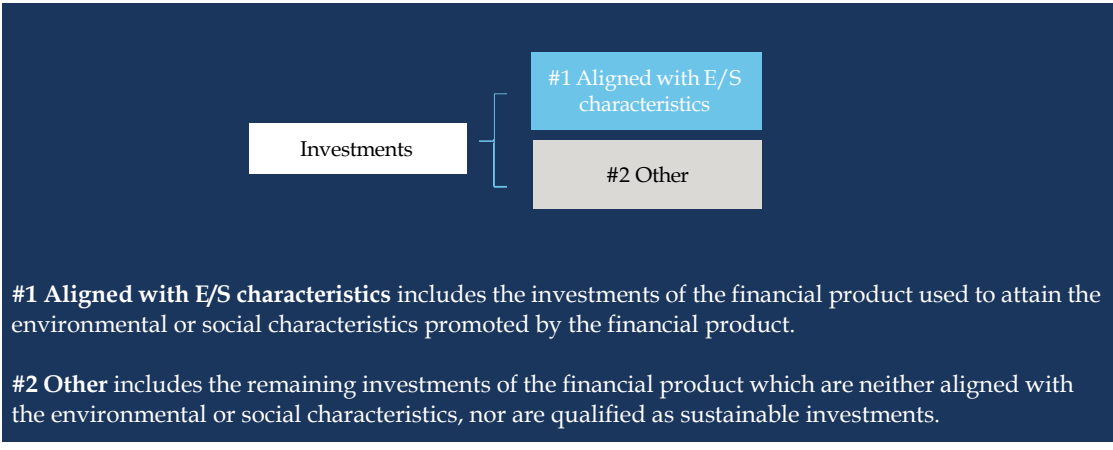 #1 Aligned with E/S
characteristics
Investments
#2 Other
#1 Aligned with E/S characteristics includes the investments of the financial product used to attain the
environmental or social characteristics promoted by the financial product.
#2 Other includes the remaining investments of the financial product which are neither aligned with
the environmental or social characteristics, nor are qualified as sustainable investments.